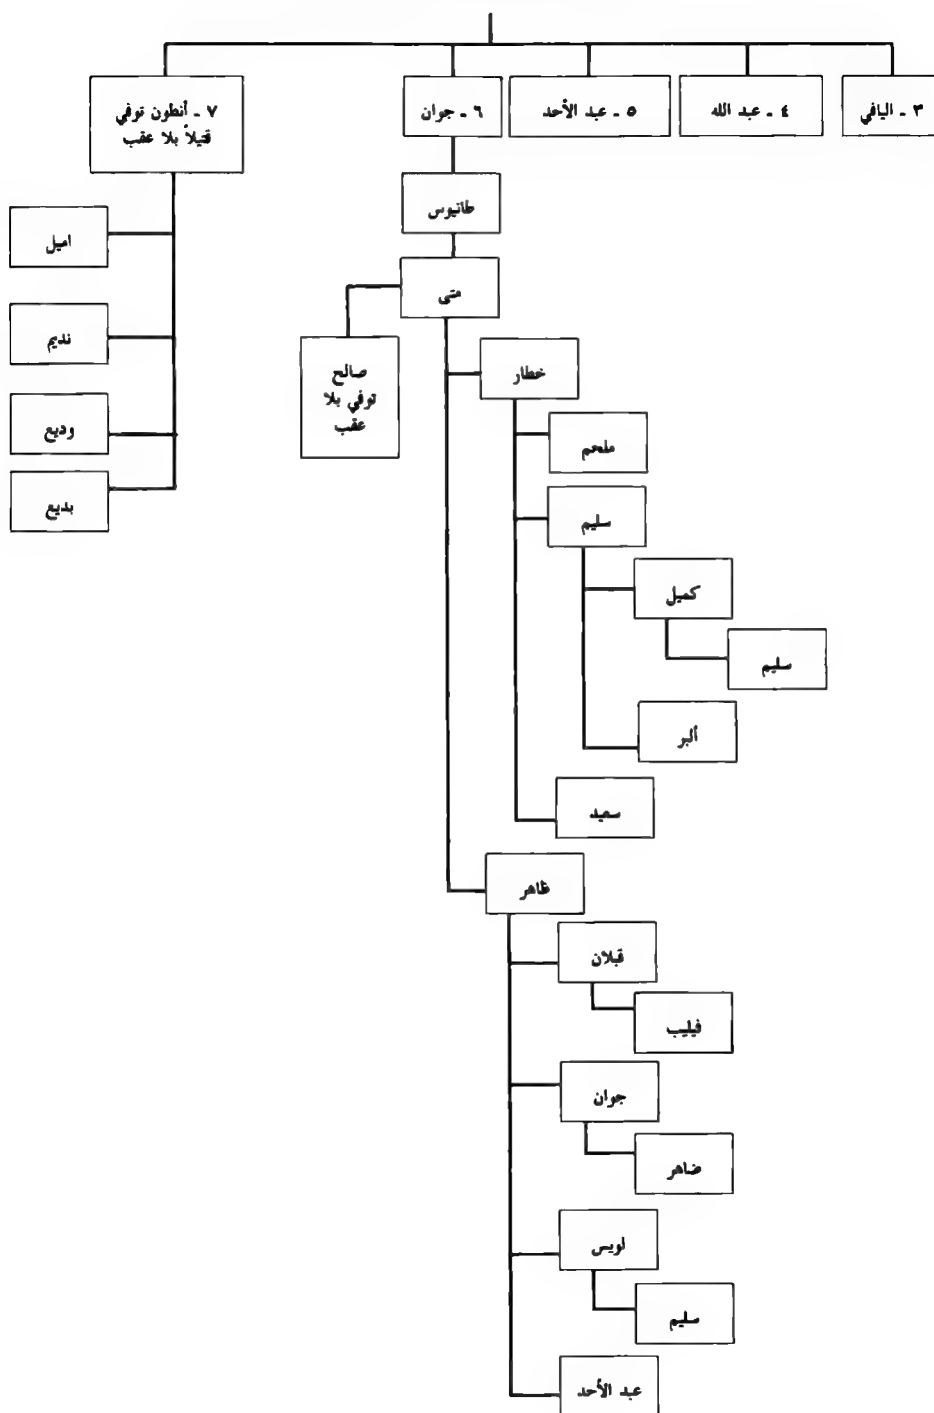 ٣ ـ اليافي
٤ ـ عبد الله
٥ ـ عبد الأحد
٦ ـ جوان
٧ ـ أنطون توفي
قتيلاً بلا عقب
طانيوس
اميل
متى
نديم
صالح
توفي بلا
عقب
خطار
وديع
ملحم
بديع
سليم
كميل
سليم
ألبر
سعيد
ظاهر
قبلان
فيليب
جوان
ضاهر
لويس
سليم
عبد الأحد